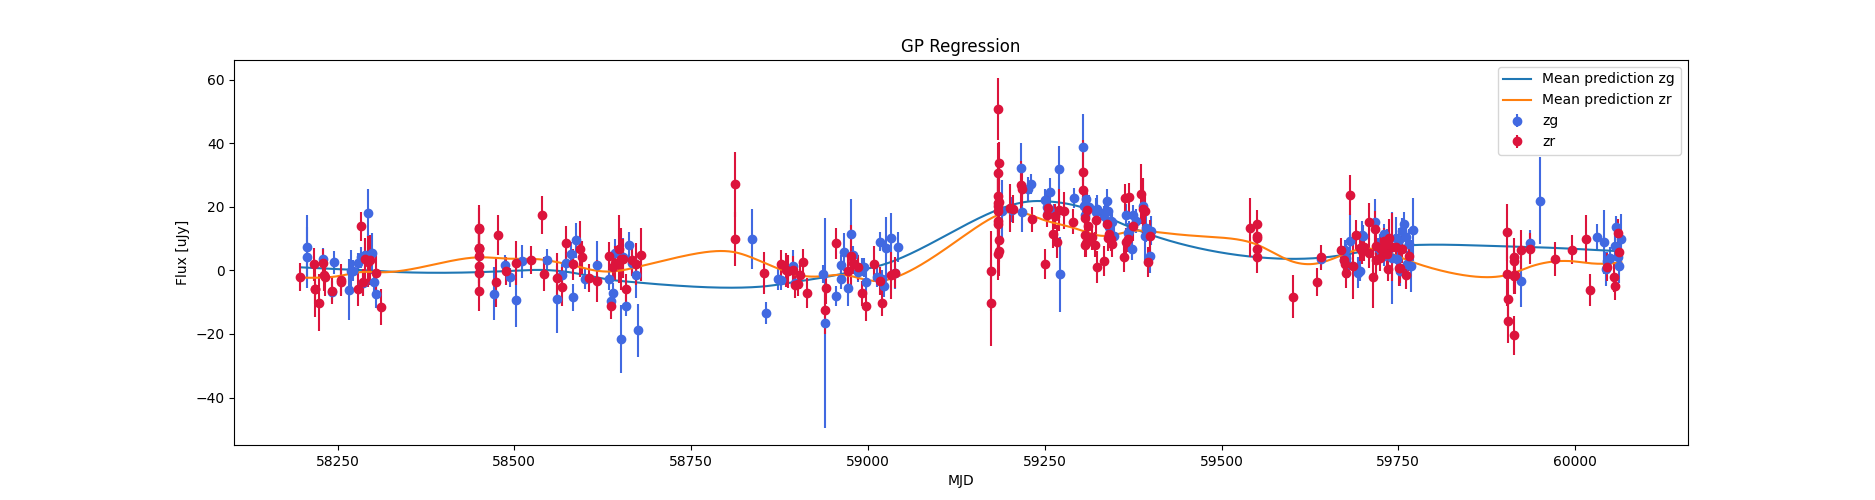 GP Regression
Flux [uJy]
60
40
20
0
−20
−40
Mean prediction zg
Mean prediction zr
zg
zr
58250
58500
58750
59000
59250
59500
59750
60000
MJD